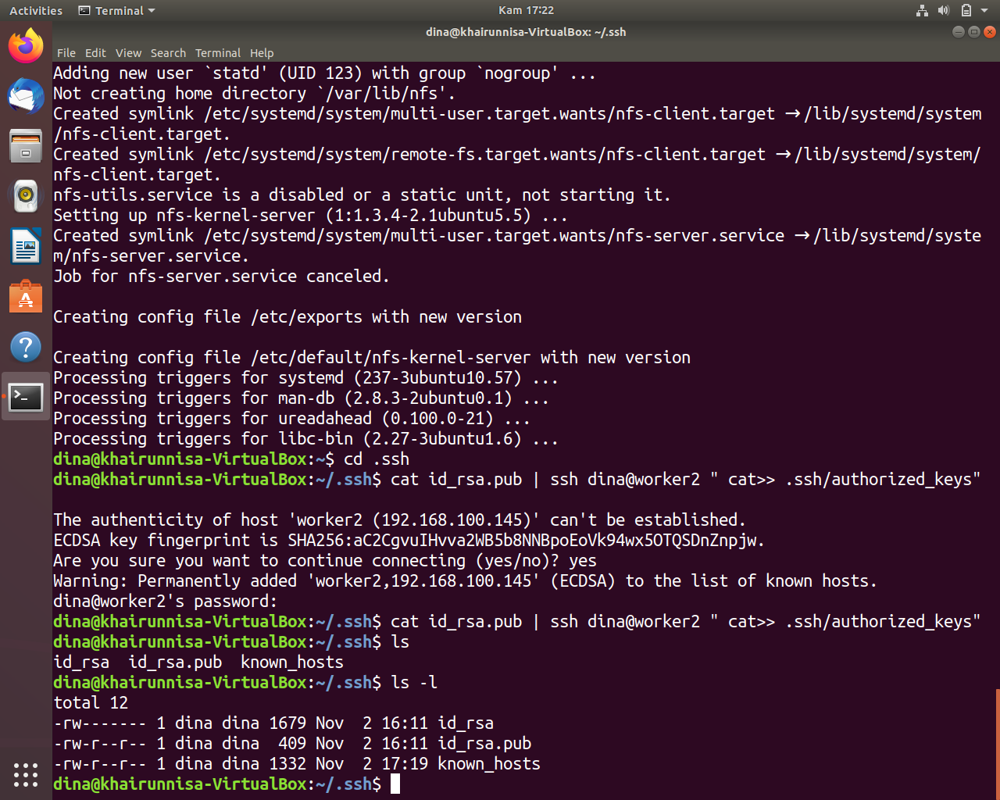 Activities
Terminal
Kam 17:22
dina@khairunnisa-VirtualBox: ~/.ssh
File Edit View Search Terminal Help
Adding new user `statd' (UID 123) with group `nogroup' ...
Not creating home directory `/var/lib/nfs'.
Created symlink /etc/systemd/system/multi-user.target.wants/nfs-client.target → /lib/systemd/system
/nfs-client.target.
Created symlink /etc/systemd/system/remote-fs.target.wants/nfs-client.target → /lib/systemd/system/
nfs-client.target.
nfs-utils.service is a disabled or a static unit, not starting it.
Setting up nfs-kernel-server (1:1.3.4-2.1ubuntu5.5) ...
Created symlink /etc/systemd/system/multi-user.target.wants/nfs-server.service → /lib/systemd/syste
m/nfs-server.service.
Job for nfs-server.service canceled.
Creating config file /etc/exports with new version
Creating config file /etc/default/nfs-kernel-server with new version
Processing triggers for systemd (237-3ubuntu10.57) ...
Processing triggers for man-db (2.8.3-2ubuntu0.1) ...
Processing triggers for ureadahead (0.100.0-21) ...
Processing triggers for libc-bin (2.27-3ubuntu1.6) ...
dina@khairunnisa-VirtualBox:~$ cd .ssh
dina@khairunnisa-VirtualBox:~/.ssh$ cat id_rsa.pub | ssh dina@worker2 " cat>> .ssh/authorized_keys"
The authenticity of host 'worker2 (192.168.100.145)' can't be established.
ECDSA key fingerprint is SHA256:aC2CgvuIHvva2WB5b8NNBpoEoVk94wx5OTQSDnZnpjw.
Are you sure you want to continue connecting (yes/no)? yes
Warning: Permanently added 'worker2,192.168.100.145' (ECDSA) to the list of known hosts.
dina@worker2's password:
dina@khairunnisa-VirtualBox:~/.ssh$ cat id_rsa.pub | ssh dina@worker2 " cat>> .ssh/authorized_keys"
dina@khairunnisa-VirtualBox:~/.ssh$ ls
id_rsa  id_rsa.pub  known_hosts
dina@khairunnisa-VirtualBox:~/.ssh$ ls -l
total 12
-rw------- 1 dina dina 1679 Nov  2 16:11 id_rsa
-rw-r--r-- 1 dina dina  409 Nov  2 16:11 id_rsa.pub
-rw-r--r-- 1 dina dina 1332 Nov  2 17:19 known_hosts
dina@khairunnisa-VirtualBox:~/.ssh$